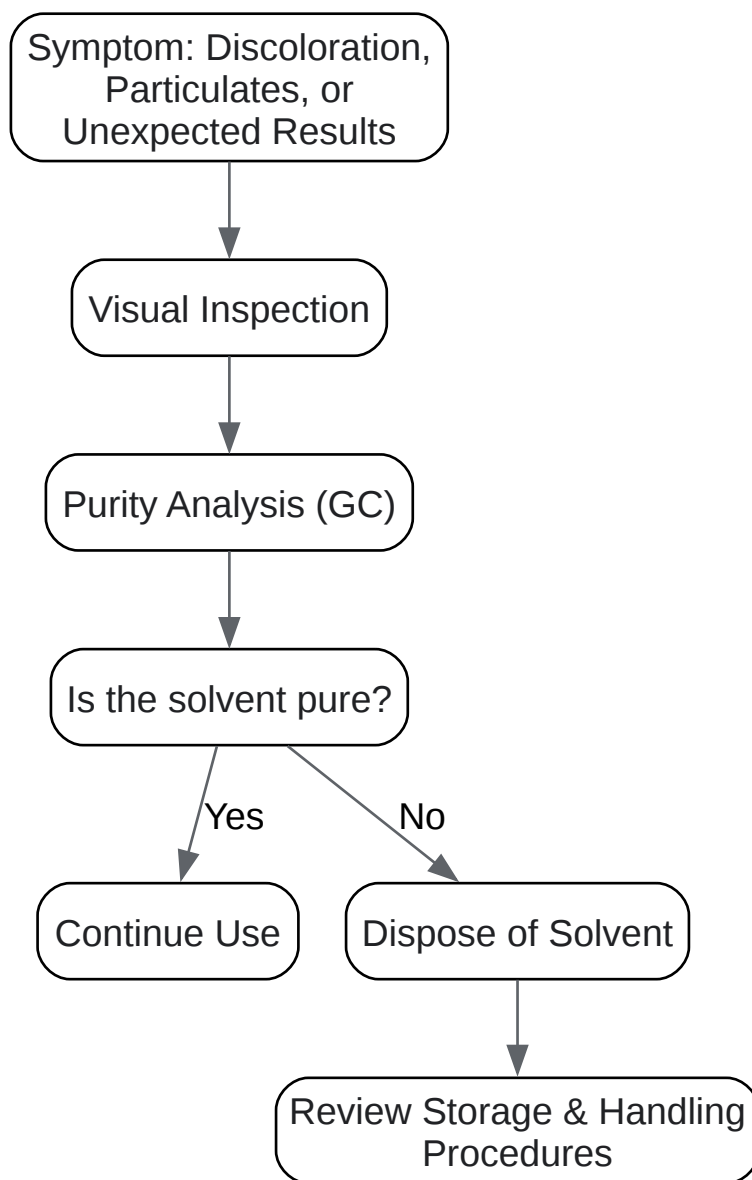 Symptom: Discoloration,
Particulates, or
Unexpected Results
Visual Inspection
Purity Analysis (GC)
Is the solvent pure?
Yes
No
Continue Use
Dispose of Solvent
Review Storage & Handling
Procedures